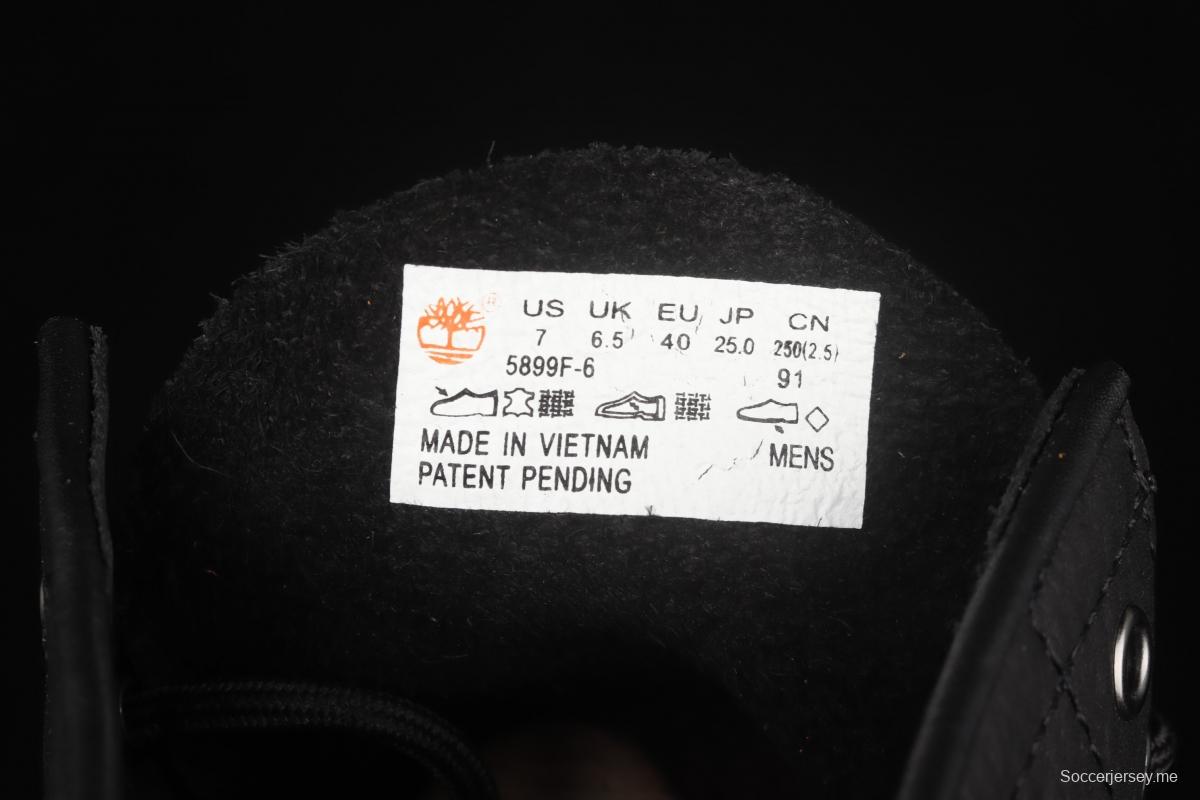 US UK EU JP CN
7 6.5 40 25.0 250(2.5)
5899F-6 91
MADE IN VIETNAM
PATENT PENDING
MENS
Soccerjersey.me